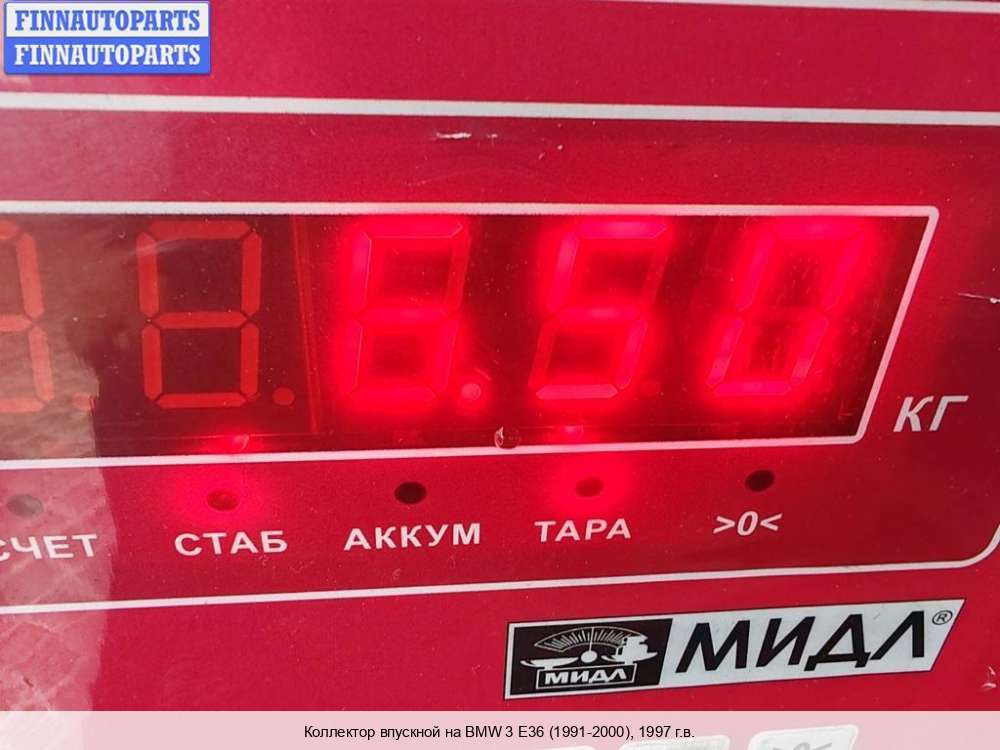 FINNAUTOPARTS
FINNAUTOPARTS
6.50
КГ
СЧЕТ СТАБ АККУМ ТАРА >0<
МИДЛ МИДЛ®
Коллектор впускной на BMW 3 E36 (1991-2000), 1997 г.в.